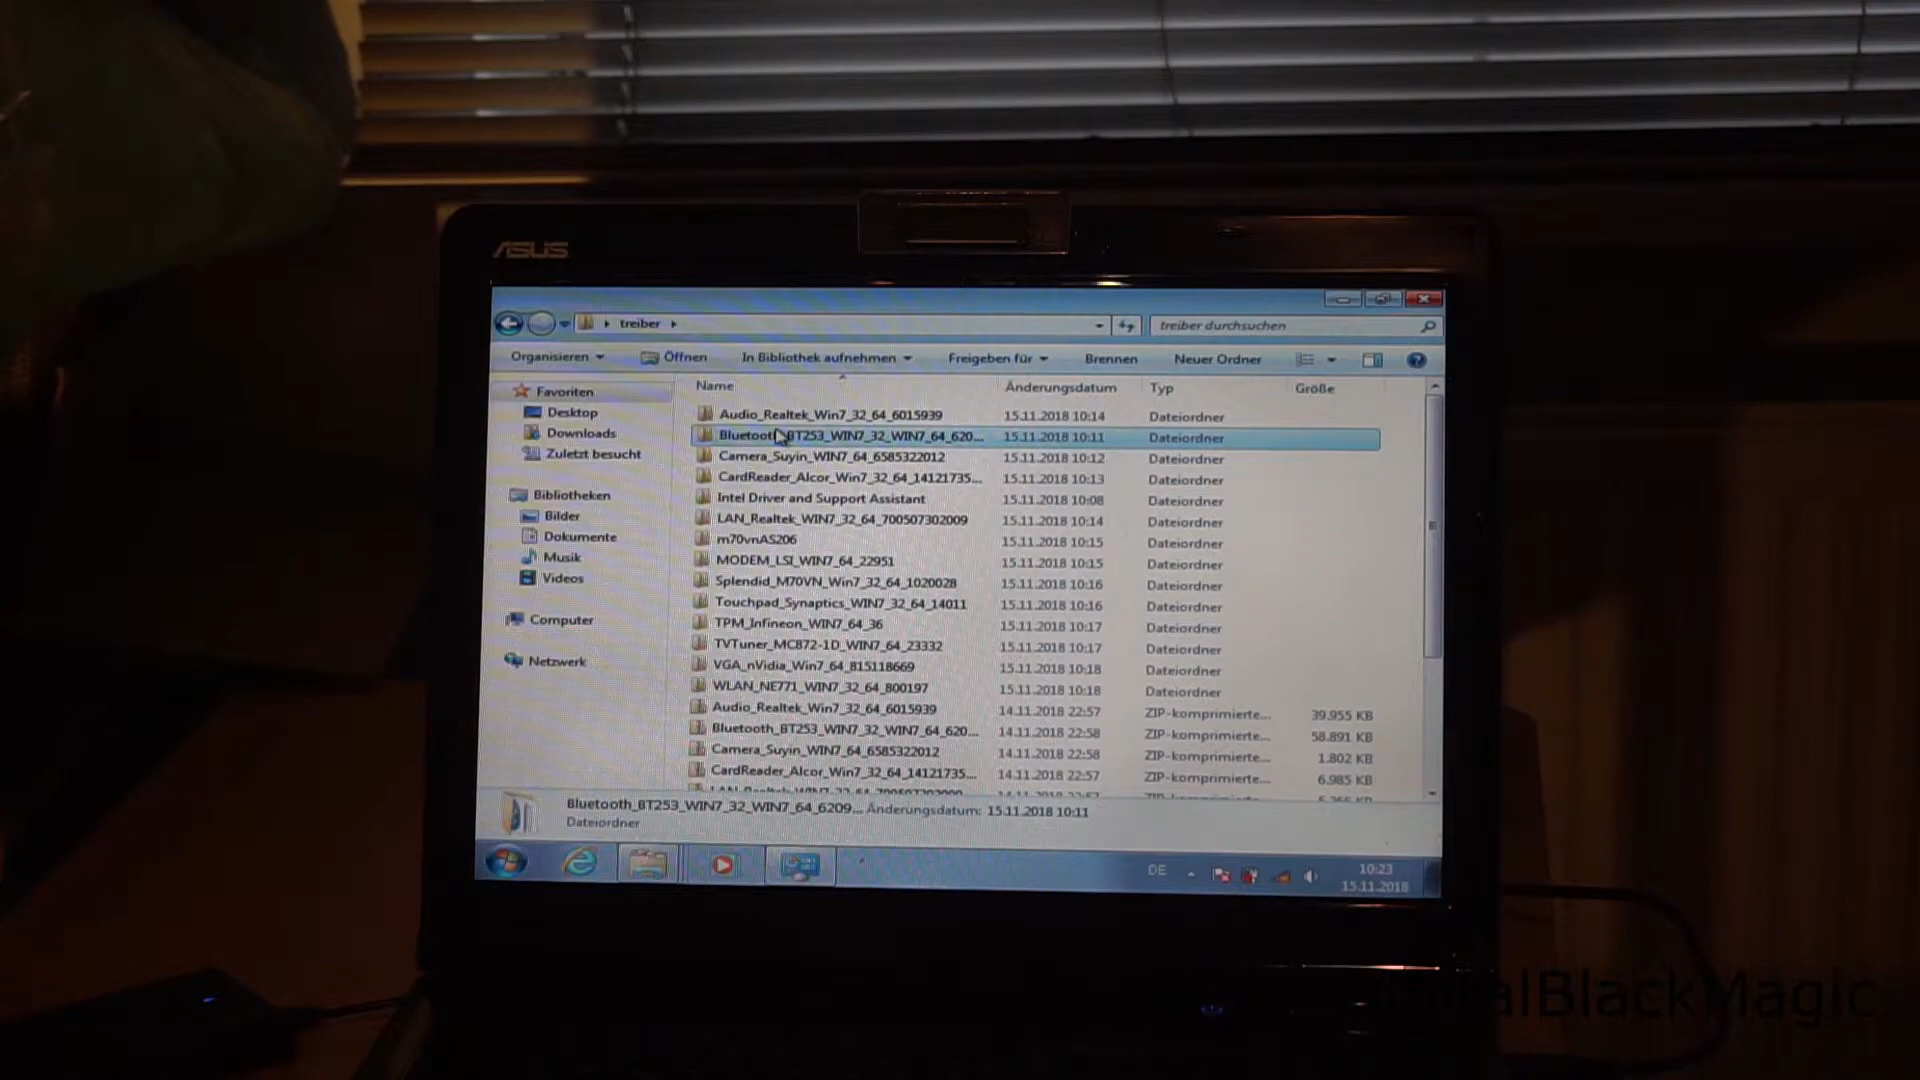 ASUS
treiber
treiber durchsuchen
Organisieren Öffnen In Bibliothek aufnehmen Freigeben für Brennen Neuer Ordner
Name Änderungsdatum Typ Größe
Favoriten
Desktop
Downloads
Zuletzt besucht
Bibliotheken
Bilder
Dokumente
Musik
Videos
Computer
Netzwerk
Audio_Realtek_Win7_32_64_6015939 15.11.2018 10:14 Dateiordner
Bluetooth_BT253_WIN7_32_WIN7_64_620... 15.11.2018 10:11 Dateiordner
Camera_Suyin_WIN7_64_6585322012 15.11.2018 10:12 Dateiordner
CardReader_Alcor_Win7_32_64_14121735... 15.11.2018 10:13 Dateiordner
Intel Driver and Support Assistant 15.11.2018 10:08 Dateiordner
LAN_Realtek_WIN7_32_64_700507302009 15.11.2018 10:14 Dateiordner
m70vnAS206 15.11.2018 10:15 Dateiordner
MODEM_LSI_WIN7_64_22951 15.11.2018 10:15 Dateiordner
Splendid_M70VN_Win7_32_64_1020028 15.11.2018 10:16 Dateiordner
Touchpad_Synaptics_WIN7_32_64_14011 15.11.2018 10:16 Dateiordner
TPM_Infineon_WIN7_64_36 15.11.2018 10:17 Dateiordner
TVTuner_MC872-1D_WIN7_64_23332 15.11.2018 10:17 Dateiordner
VGA_nVidia_Win7_64_815118669 15.11.2018 10:18 Dateiordner
WLAN_NE771_WIN7_32_64_800197 15.11.2018 10:18 Dateiordner
Audio_Realtek_Win7_32_64_6015939 14.11.2018 22:57 ZIP-komprimierte... 39.955 KB
Bluetooth_BT253_WIN7_32_WIN7_64_620... 14.11.2018 22:58 ZIP-komprimierte... 58.891 KB
Camera_Suyin_WIN7_64_6585322012 14.11.2018 22:58 ZIP-komprimierte... 1.802 KB
CardReader_Alcor_Win7_32_64_14121735... 14.11.2018 22:57 ZIP-komprimierte... 6.985 KB
Bluetooth_BT253_WIN7_32_WIN7_64_6209... Änderungsdatum: 15.11.2018 10:11
Dateiordner
DE
10:23
15.11.2018
alBlackMagic